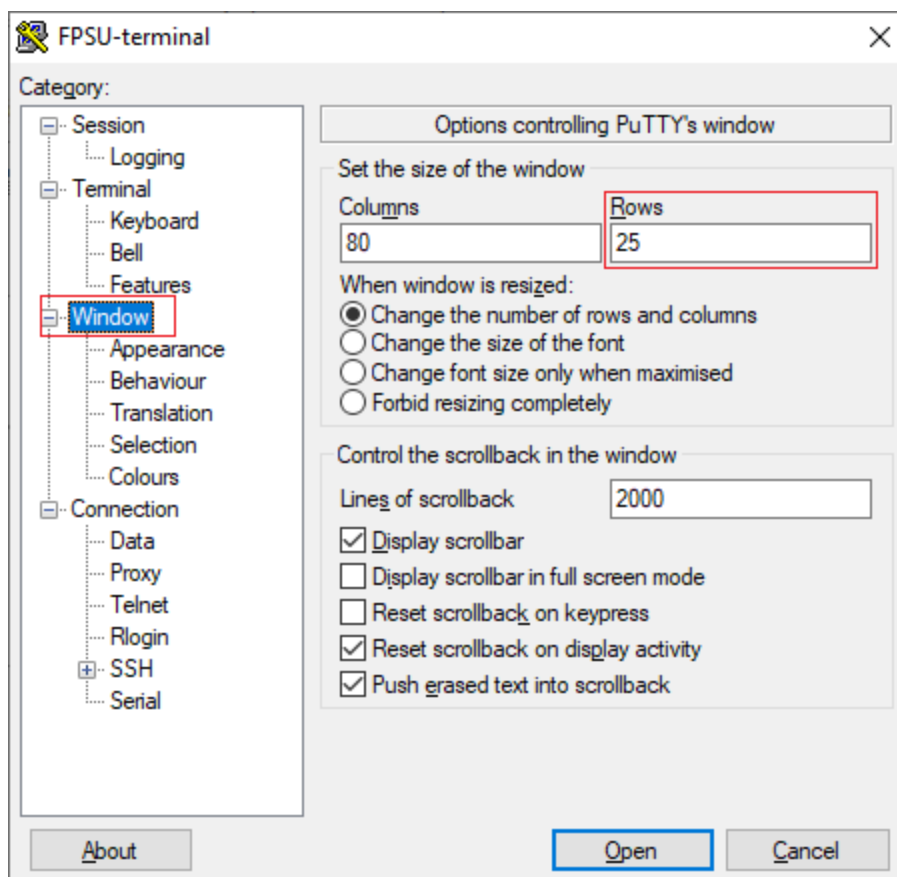 FPSU-terminal
Category:
Session
Logging
Terminal
Keyboard
Bell
Features
Window
Appearance
Behaviour
Translation
Selection
Colours
Connection
Data
Proxy
Telnet
Rlogin
SSH
Serial
Options controlling PuTTY's window
Set the size of the window
Columns Rows
80 25
When window is resized:
Change the number of rows and columns
Change the size of the font
Change font size only when maximised
Forbid resizing completely
Control the scrollback in the window
Lines of scrollback 2000
Display scrollbar
Display scrollbar in full screen mode
Reset scrollback on keypress
Reset scrollback on display activity
Push erased text into scrollback
About Open Cancel